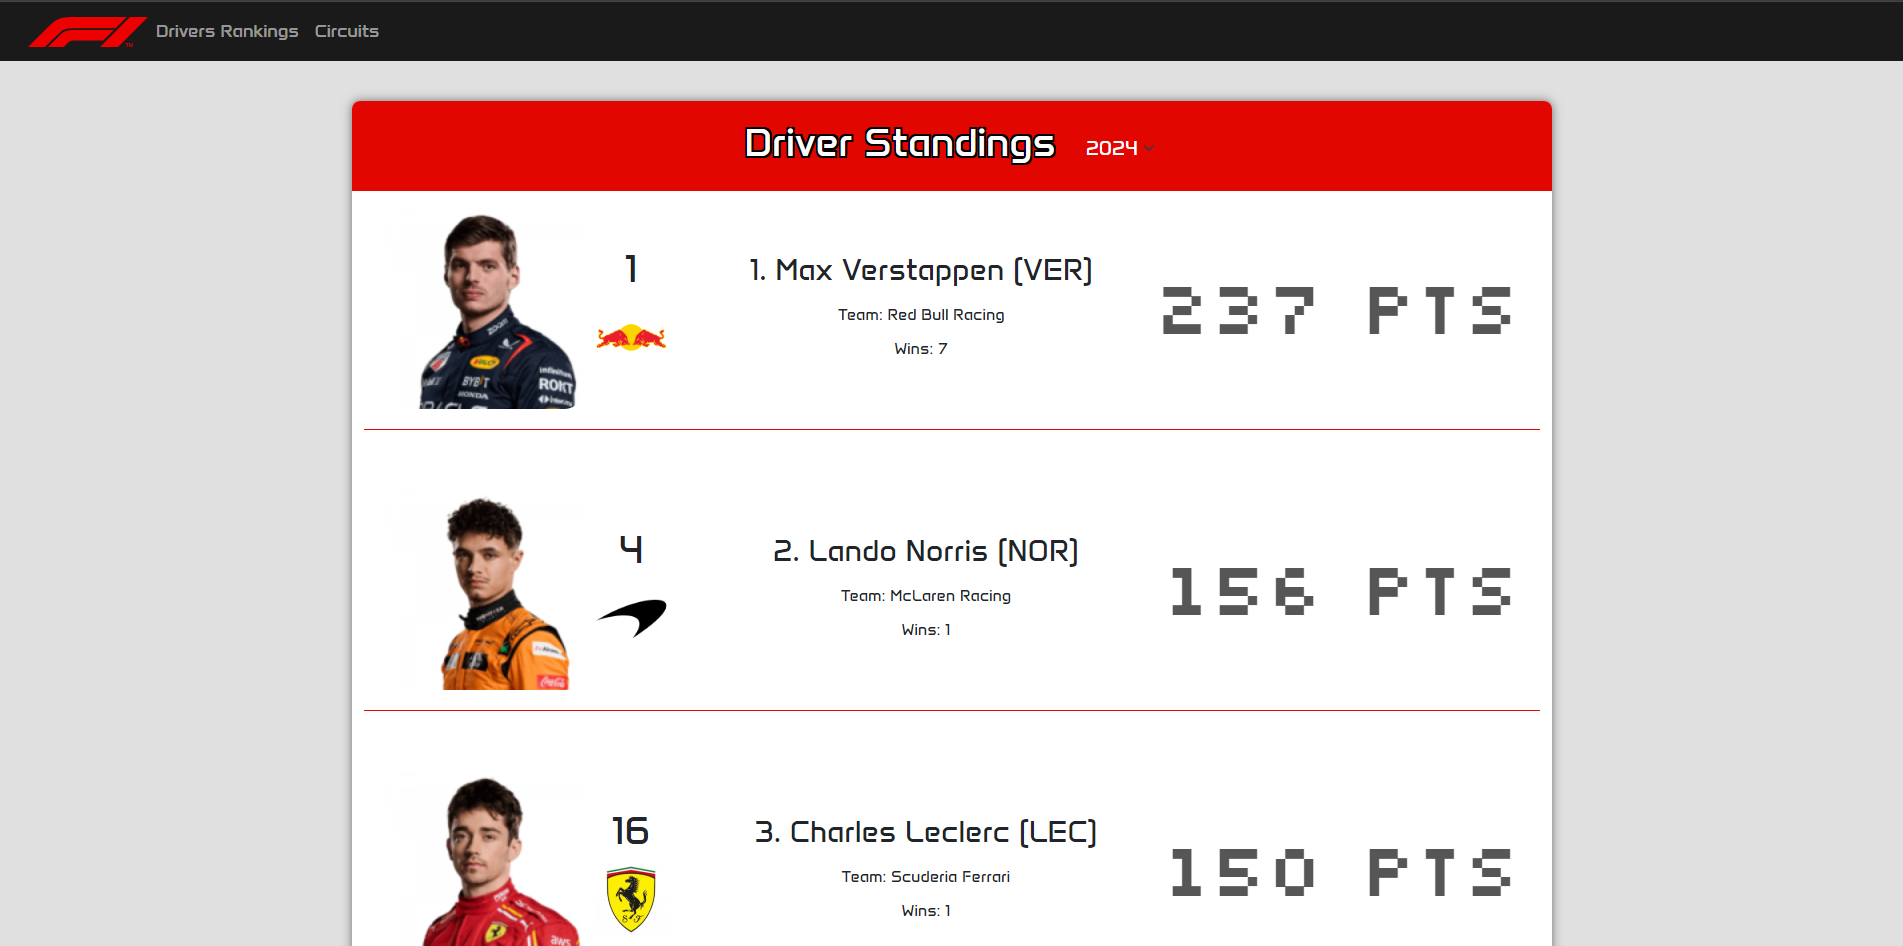 Drivers Rankings Circuits
Driver Standings 2024
1
1. Max Verstappen (VER)
Team: Red Bull Racing
Wins: 7
237 PTS
4
2. Lando Norris (NOR)
Team: McLaren Racing
Wins: 1
156 PTS
16
3. Charles Leclerc (LEC)
Team: Scuderia Ferrari
Wins: 1
150 PTS